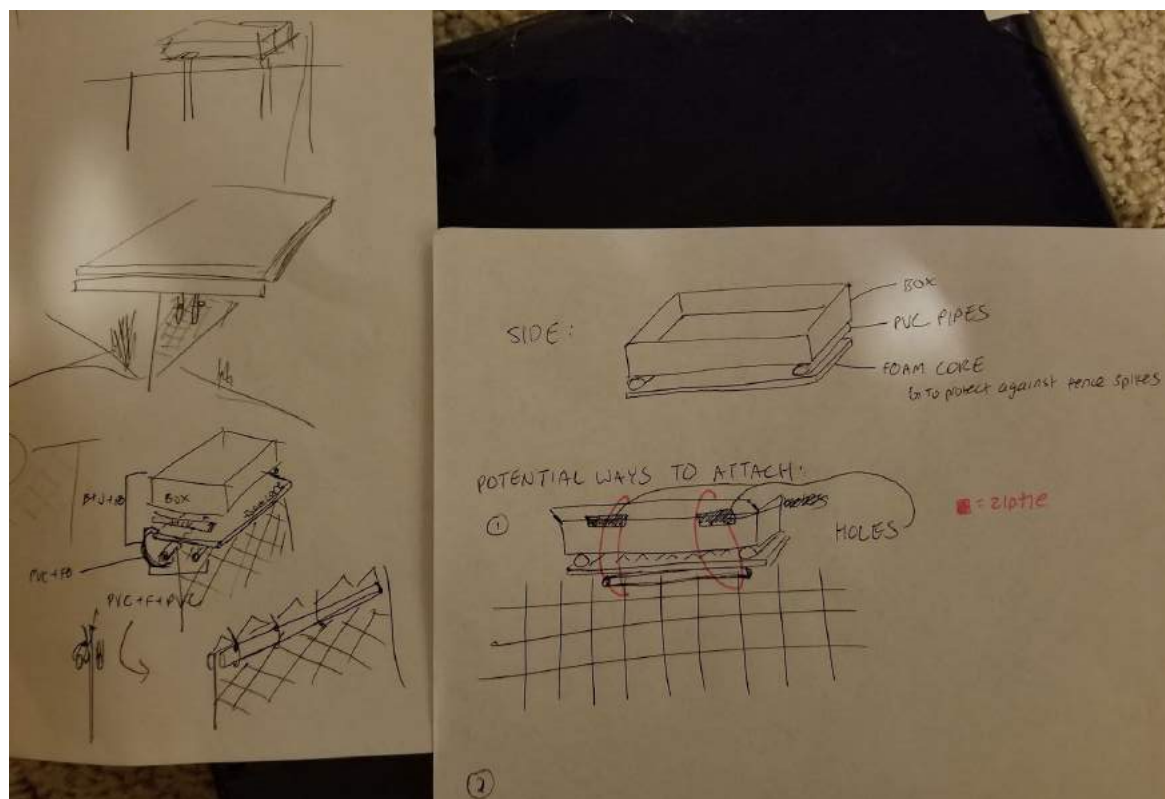 BOX
PVC + FB
PVC + F + PVC
SIDE:
BOX
PVC PIPES
FOAM CORE
↳ To protect against fence spikes
POTENTIAL WAYS TO ATTACH:
①
HOLES
= ziptie
②